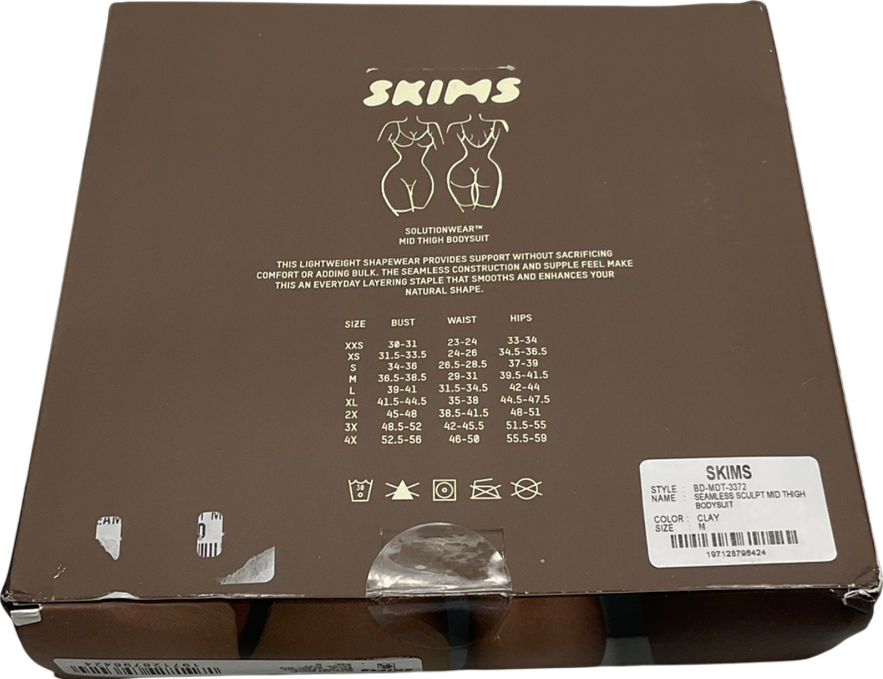 SKIMS
SOLUTIONWEAR™
MID THIGH BODYSUIT
THIS LIGHTWEIGHT SHAPEWEAR PROVIDES SUPPORT WITHOUT SACRIFICING
COMFORT OR ADDING BULK. THE SEAMLESS CONSTRUCTION AND SUPPLE FEEL MAKE
THIS AN EVERYDAY LAYERING STAPLE THAT SMOOTHS AND ENHANCES YOUR
NATURAL SHAPE.
SIZE BUST WAIST HIPS
XXS 30-31 23-24 33-34
XS 31.5-33.5 24-26 34.5-36.5
S 34-36 26.5-28.5 37-39
M 36.5-38.5 29-31 39.5-41.5
L 39-41 31.5-34.5 42-44
XL 41.5-44.5 35-38 44.5-47.5
2X 45-48 38.5-41.5 48-51
3X 48.5-52 42-45.5 51.5-55
4X 52.5-56 46-50 55.5-59
30
SKIMS
STYLE : BD-MDT-3372
NAME : SEAMLESS SCULPT MID THIGH
BODYSUIT
COLOR : CLAY
SIZE : M
197128798424